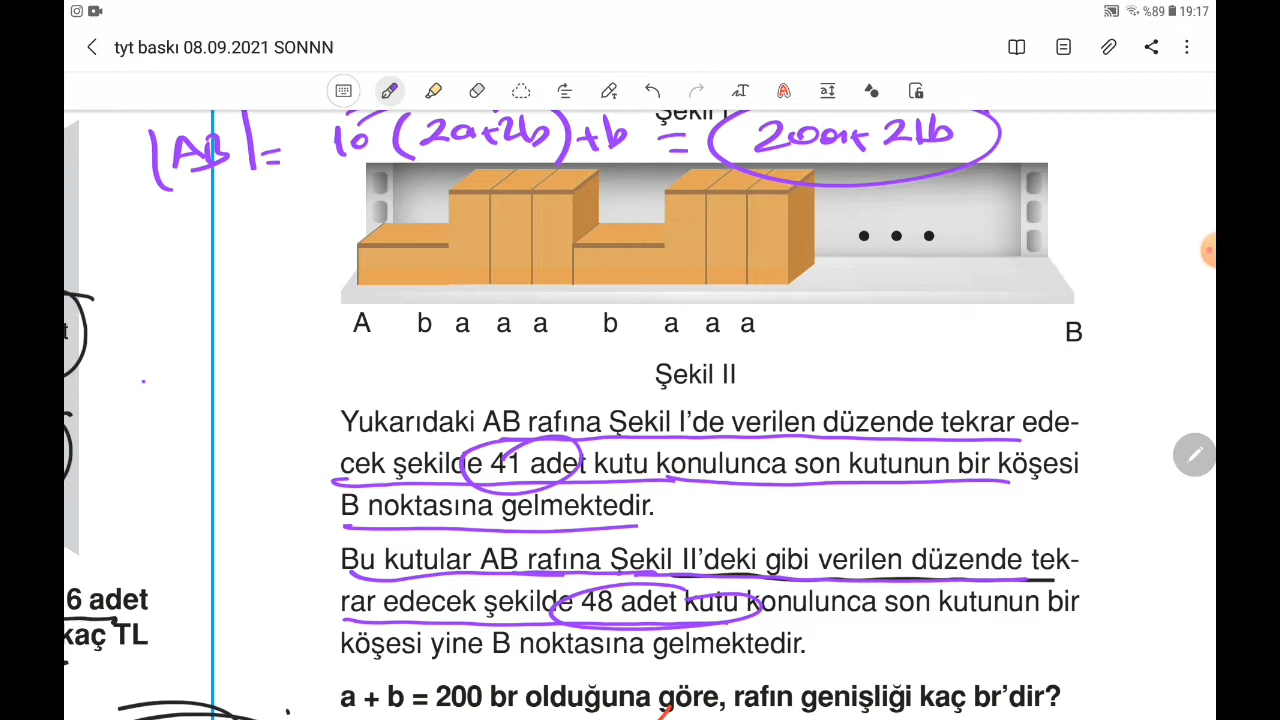 %89 19:17
tyt baskı 08.09.2021 SONNN
Şekil I
|AB| = 10 (2a+2b) + b = 20a + 21b
A b a a a b a a a B
Şekil II
Yukarıdaki AB rafına Şekil I’de verilen düzende tekrar ede-
cek şekilde 41 adet kutu konulunca son kutunun bir köşesi
B noktasına gelmektedir.
Bu kutular AB rafına Şekil II’deki gibi verilen düzende tek-
rar edecek şekilde 48 adet kutu konulunca son kutunun bir
köşesi yine B noktasına gelmektedir.
a + b = 200 br olduğuna göre, rafın genişliği kaç br’dir?
t
6 adet
kaç TL